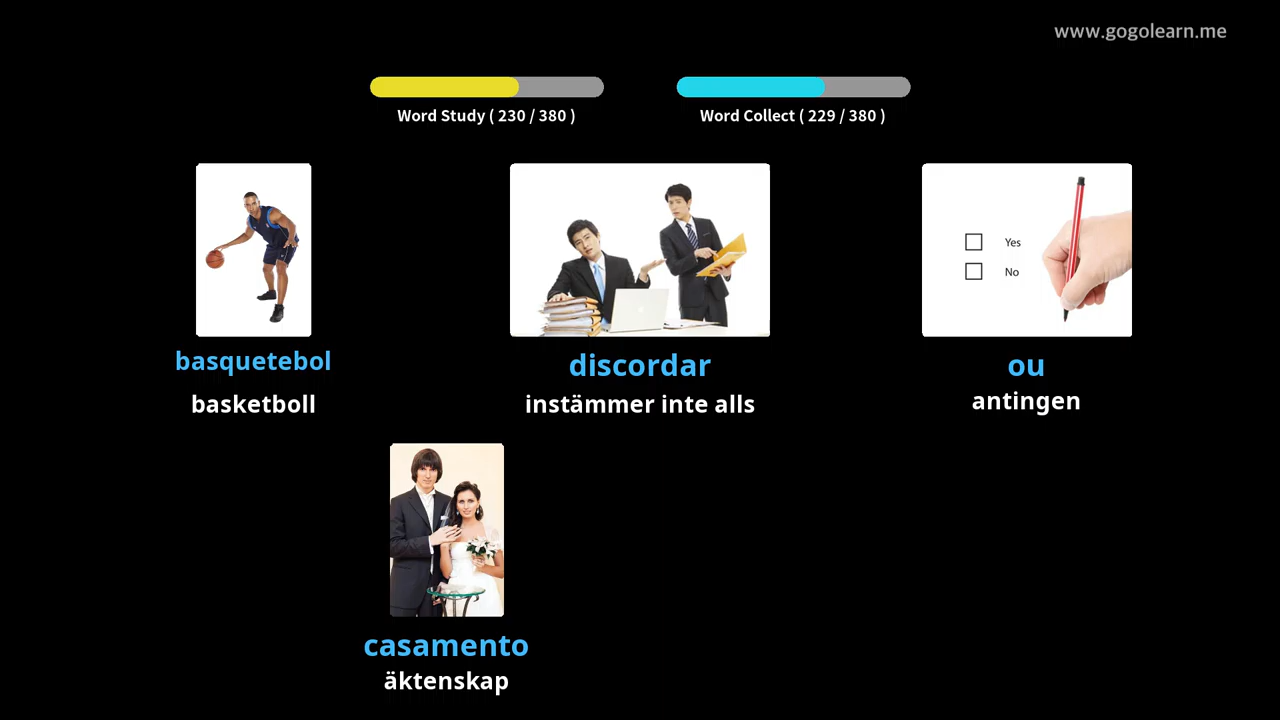 www.gogolearn.me
Word Study ( 230 / 380 )
Word Collect ( 229 / 380 )
Yes
No
basquetebol
basketboll
discordar
instämmer inte alls
ou
antingen
casamento
äktenskap